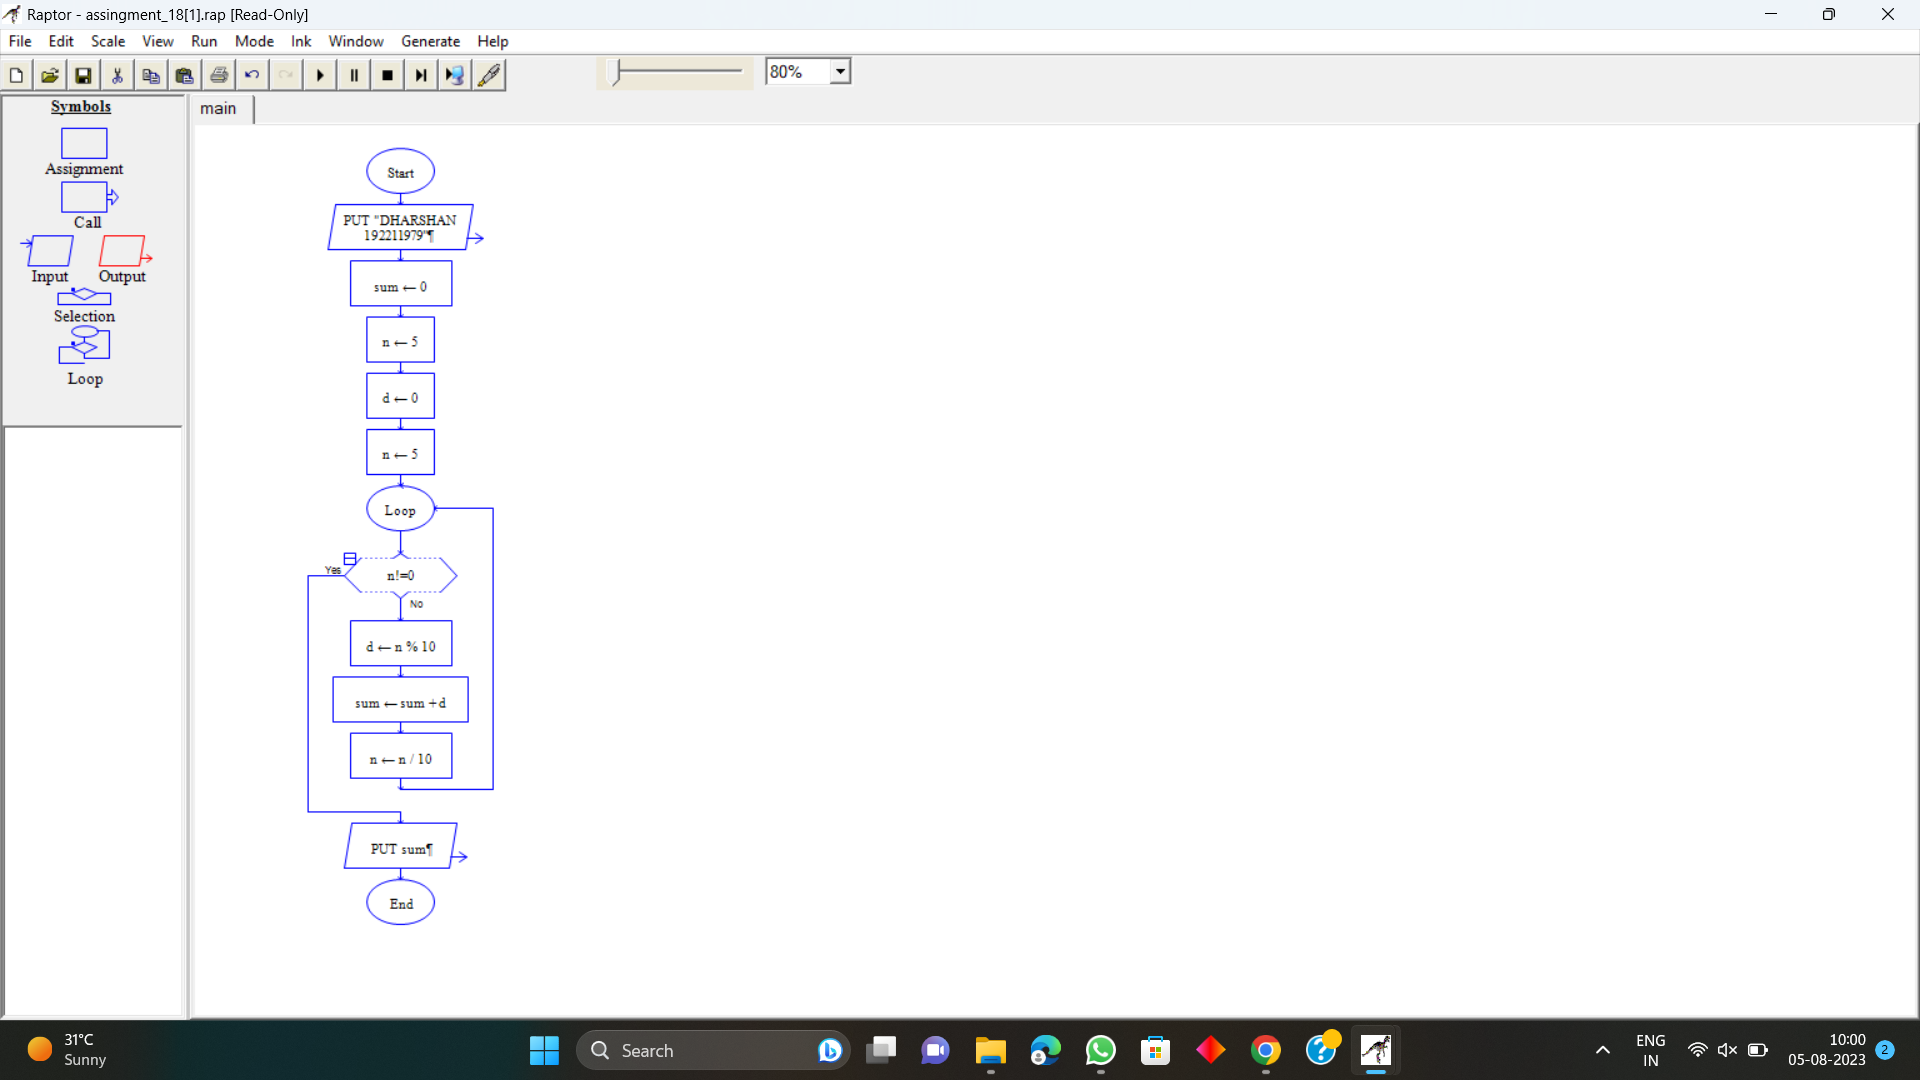 Raptor - assingment_18[1].rap [Read-Only]
File Edit Scale View Run Mode Ink Window Generate Help
80%
Symbols
Assignment
Call
Input Output
Selection
Loop
main
Start
PUT "DHARSHAN
192211979"¶
sum ← 0
n ← 5
d ← 0
n ← 5
Loop
Yes
n!=0
No
d ← n % 10
sum ← sum +d
n ← n / 10
PUT sum¶
End
31°C
Sunny
Search
ENG
IN
10:00
05-08-2023
2